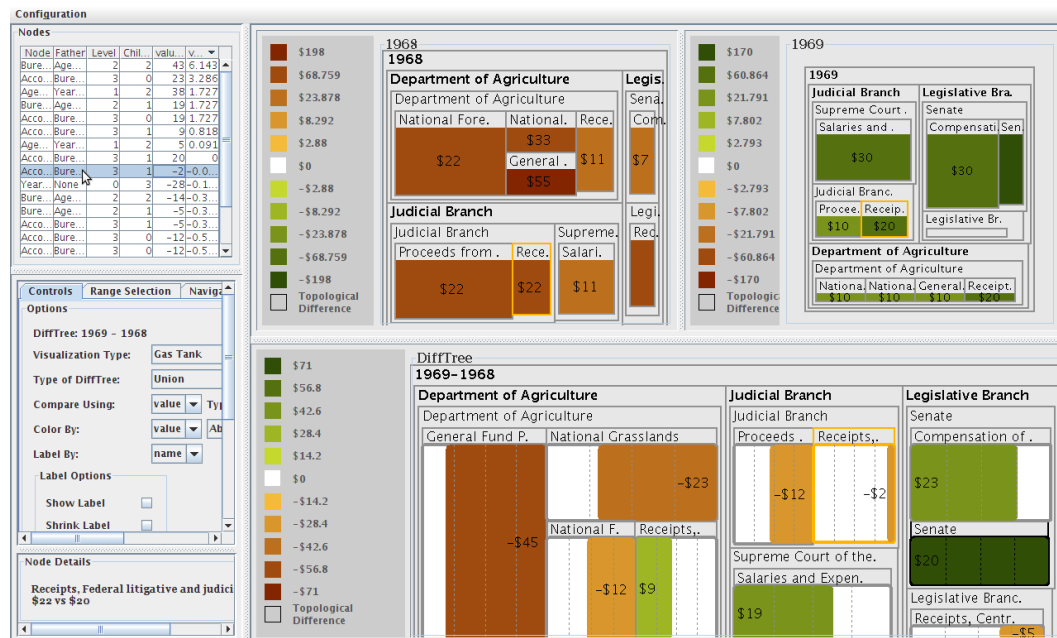 Configuration
Nodes
Node Father Level Chil... valu... v...
Bure... Age... 2 2 43 6.143
Acco... Bure... 3 0 23 3.286
Age... Year... 1 2 38 1.727
Bure... Age... 2 1 19 1.727
Acco... Bure... 3 0 19 1.727
Acco... Bure... 3 1 9 0.818
Age... Year... 1 2 5 0.091
Acco... Bure... 3 1 20 0
Acco... Bure... 3 1 -2 -0.0...
Year... None 0 3 -28 -0.1...
Bure... Age... 2 2 -14 -0.3...
Bure... Age... 2 1 -5 -0.3...
Acco... Bure... 3 1 -5 -0.3...
Acco... Bure... 3 0 -12 -0.5...
Acco... Bure... 3 0 -12 -0.5...
Controls Range Selection Naviga
Options
DiffTree: 1969 - 1968
Visualization Type: Gas Tank
Type of DiffTree: Union
Compare Using: value Typ
Color By: value Ab
Label By: name
Label Options
Show Label
Shrink Label
Node Details
Receipts, Federal litigative and judici
$22 vs $20
$198
$68.759
$23.878
$8.292
$2.88
$0
-$2.88
-$8.292
-$23.878
-$68.759
-$198
Topological
Difference
1968
1968
Department of Agriculture
Department of Agriculture
National Fore.
$22
National.
$33
General .
$55
Rece.
$11
Legis.
Sena.
Com.
$7
Judicial Branch
Judicial Branch
Proceeds from .
$22
Rece.
$22
Supreme.
Salari.
$11
Legi.
Rec.
$170
$60.864
$21.791
$7.802
$2.793
$0
-$2.793
-$7.802
-$21.791
-$60.864
-$170
Topologic
Difference
1969
1969
Judicial Branch
Supreme Court .
Salaries and .
$30
Judicial Branc.
Procee.
$10
Receip.
$20
Legislative Bra.
Senate
Compensati.
$30
Sen.
Legislative Br.
Department of Agriculture
Department of Agriculture
Nationa. Nationa. General. Receipt.
$10 $10 $10 $20
$71
$56.8
$42.6
$28.4
$14.2
$0
-$14.2
-$28.4
-$42.6
-$56.8
-$71
Topological
Difference
DiffTree
1969-1968
Department of Agriculture
Department of Agriculture
General Fund P.
-$45
National Grasslands
-$23
National F.
-$12
Receipts,.
$9
Judicial Branch
Judicial Branch
Proceeds .
-$12
Receipts,.
-$2
Supreme Court of the.
Salaries and Expen.
$19
Legislative Branch
Senate
Compensation of .
$23
Senate
$20
Legislative Branc.
Receipts, Centr.
-$5